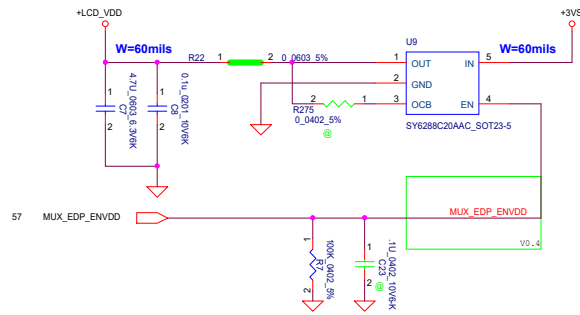 +LCD_VDD
+3VS
W=60mils
R22
1
2
0_0603_5%
U9
W=60mils
1
OUT
IN
5
2
GND
3
OCB
EN
4
SY6288C20AAC_SOT23-5
2
1
R275
0_0402_5%
@
1
2
4.7U_0603_6.3V6K
C7
1
2
0.1u_0201_10V6K
C8
57
MUX_EDP_ENVDD
MUX_EDP_ENVDD
V0.4
1
2
100K_0402_5%
R7
1
2
.1U_0402_10V6-K
C23
@